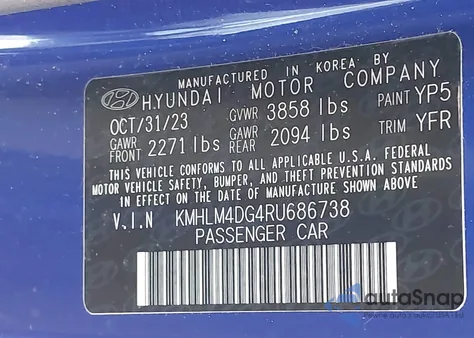 MANUFACTURED IN KOREA BY
HYUNDAI MOTOR COMPANY
OCT/31/23 GVWR 3858 lbs PAINT YP5
GAWR FRONT 2271 lbs GAWR REAR 2094 lbs TRIM YFR
THIS VEHICLE CONFORMS TO ALL APPLICABLE U.S.A. FEDERAL
MOTOR VEHICLE SAFETY, BUMPER, AND THEFT PREVENTION STANDARDS
IN EFFECT ON THE DATE OF MANUFACTURE SHOWN ABOVE.
V.I.N KMHLM4DG4RU686738
PASSENGER CAR
autoSnap